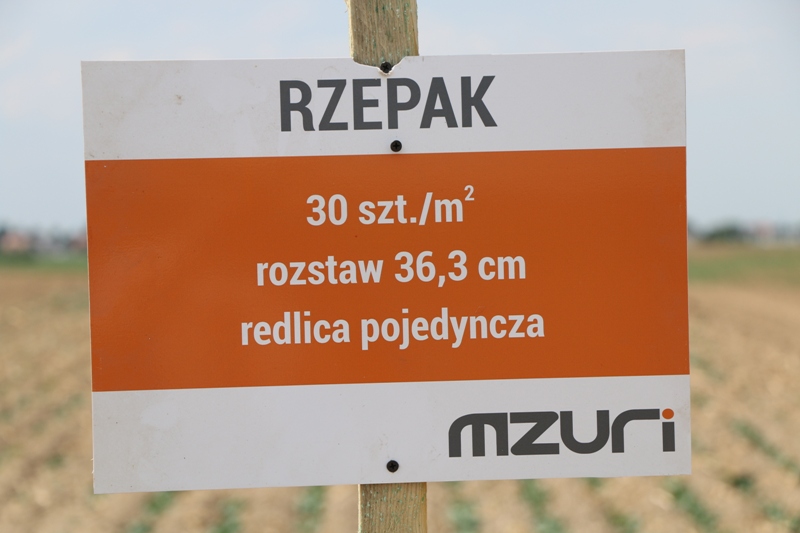 RZEPAK
30 szt./m²
rozstaw 36,3 cm
redlica pojedyncza
mzuri